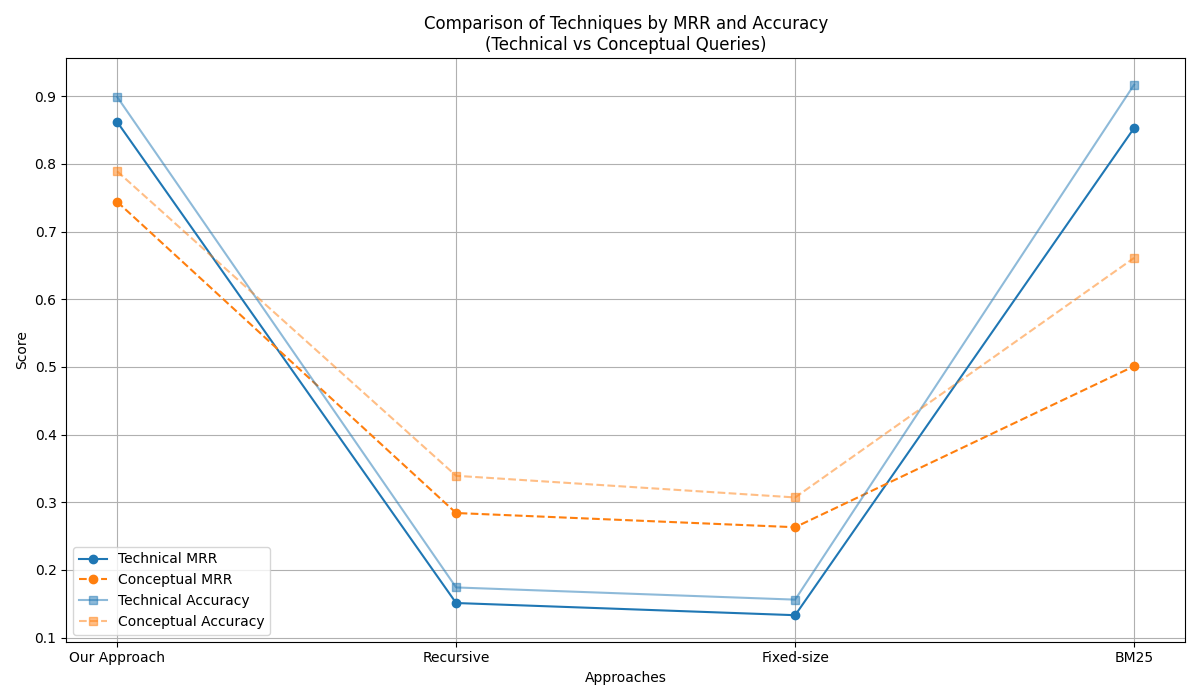 Comparison of Techniques by MRR and Accuracy
(Technical vs Conceptual Queries)
Score
0.9
0.8
0.7
0.6
0.5
0.4
0.3
0.2
0.1
Technical MRR
Conceptual MRR
Technical Accuracy
Conceptual Accuracy
Our Approach
Recursive
Fixed-size
BM25
Approaches